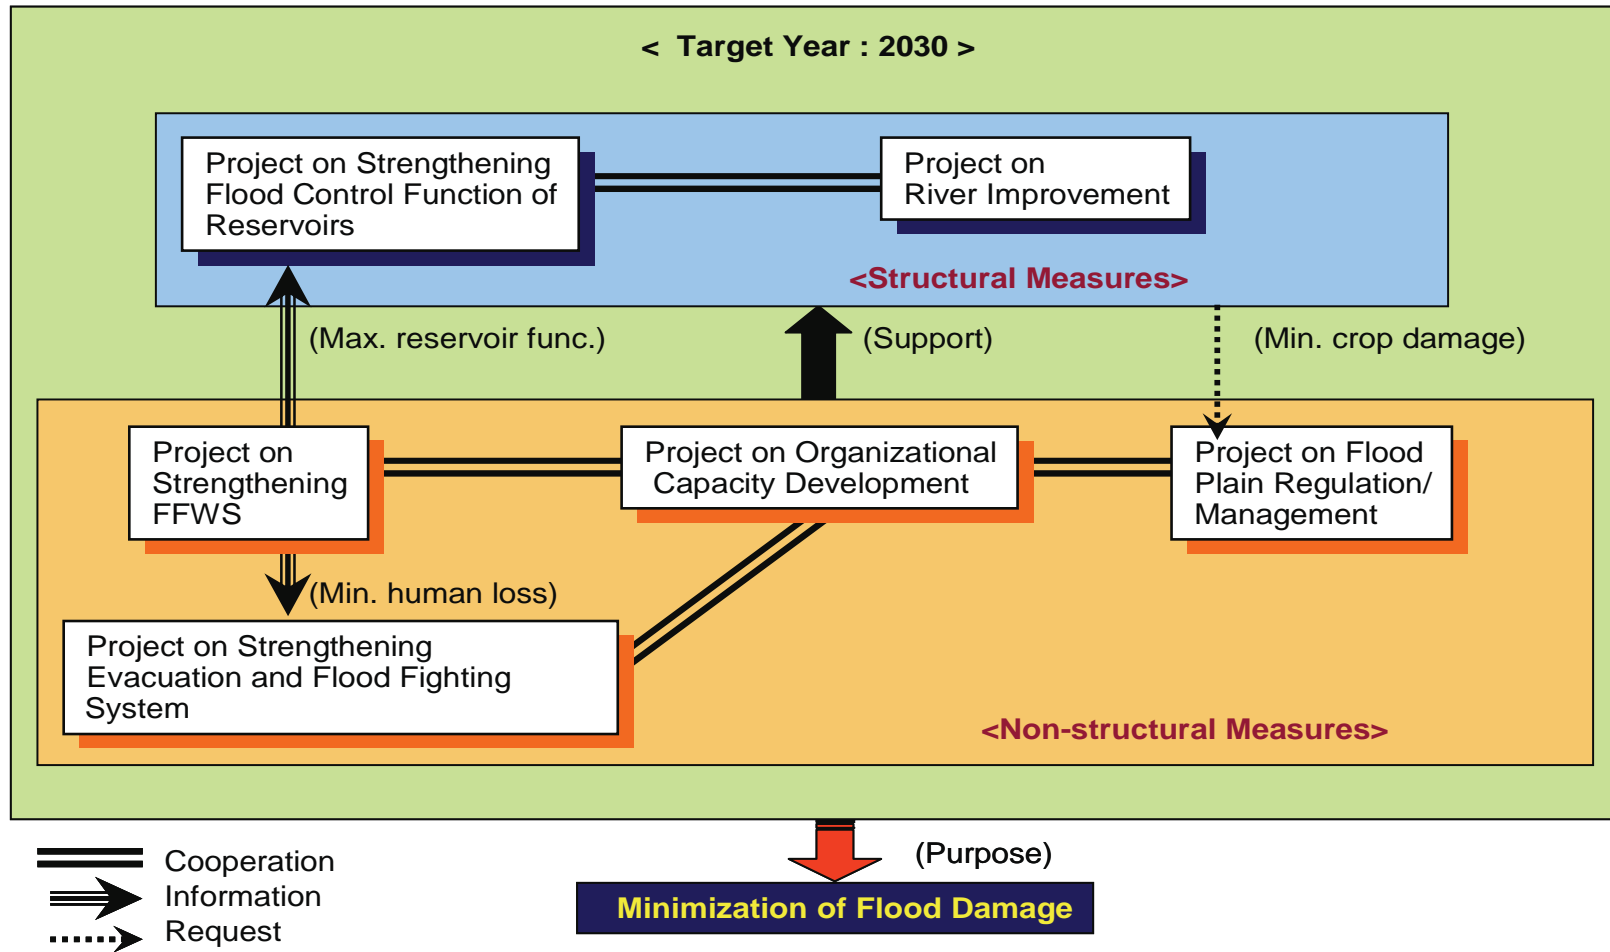 < Target Year : 2030 >
Project on Strengthening
Flood Control Function of
Reservoirs
Project on
River Improvement
<Structural Measures>
(Max. reservoir func.)
(Support)
(Min. crop damage)
Project on
Strengthening
FFWS
Project on Organizational
Capacity Development
Project on Flood
Plain Regulation/
Management
(Min. human loss)
Project on Strengthening
Evacuation and Flood Fighting
System
<Non-structural Measures>
Cooperation
Information
Request
(Purpose)
Minimization of Flood Damage